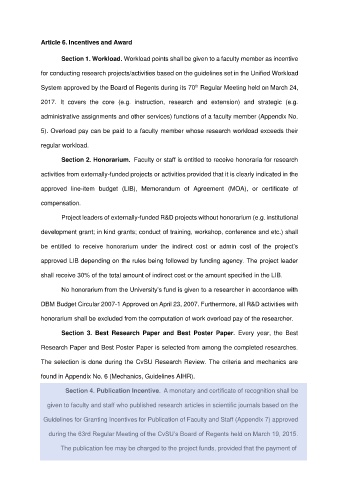 Article 6. Incentives and Award
Section 1. Workload. Workload points shall be given to a faculty member as incentive
for conducting research projects/activities based on the guidelines set in the Unified Workload
System approved by the Board of Regents during its 70th Regular Meeting held on March 24,
2017. It covers the core (e.g. instruction, research and extension) and strategic (e.g.
administrative assignments and other services) functions of a faculty member (Appendix No.
5). Overload pay can be paid to a faculty member whose research workload exceeds their
regular workload.
Section 2. Honorarium. Faculty or staff is entitled to receive honoraria for research
activities from externally-funded projects or activities provided that it is clearly indicated in the
approved line-item budget (LIB), Memorandum of Agreement (MOA), or certificate of
compensation.
Project leaders of externally-funded R&D projects without honorarium (e.g. institutional
development grant; in kind grants; conduct of training, workshop, conference and etc.) shall
be entitled to receive honorarium under the indirect cost or admin cost of the project's
approved LIB depending on the rules being followed by funding agency. The project leader
shall receive 30% of the total amount of indirect cost or the amount specified in the LIB.
No honorarium from the University's fund is given to a researcher in accordance with
DBM Budget Circular 2007-1 Approved on April 23, 2007. Furthermore, all R&D activities with
honorarium shall be excluded from the computation of work overload pay of the researcher.
Section 3. Best Research Paper and Best Poster Paper. Every year, the Best
Research Paper and Best Poster Paper is selected from among the completed researches.
The selection is done during the CvSU Research Review. The criteria and mechanics are
found in Appendix No. 6 (Mechanics, Guidelines AIHR).
Section 4. Publication Incentive. A monetary and certificate of recognition shall be
given to faculty and staff who published research articles in scientific journals based on the
Guidelines for Granting Incentives for Publication of Faculty and Staff (Appendix 7) approved
during the 63rd Regular Meeting of the CvSU's Board of Regents held on March 19, 2015.
The publication fee may be charged to the project funds, provided that the payment of